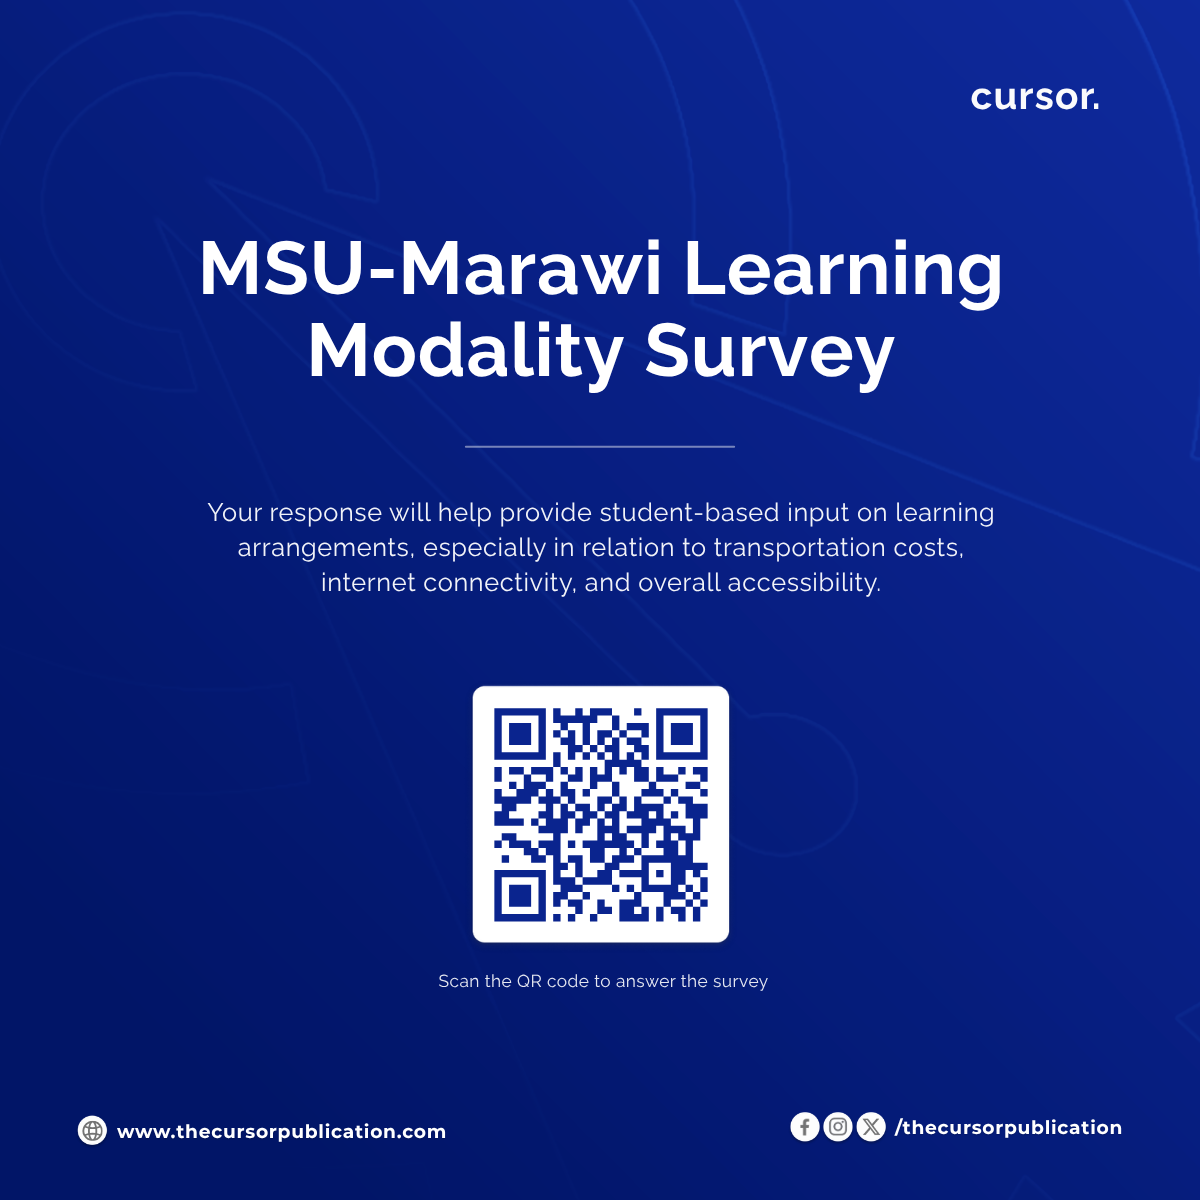 cursor.
MSU-Marawi Learning
Modality Survey
Your response will help provide student-based input on learning
arrangements, especially in relation to transportation costs,
internet connectivity, and overall accessibility.
Scan the QR code to answer the survey
www.thecursorpublication.com
/thecursorpublication